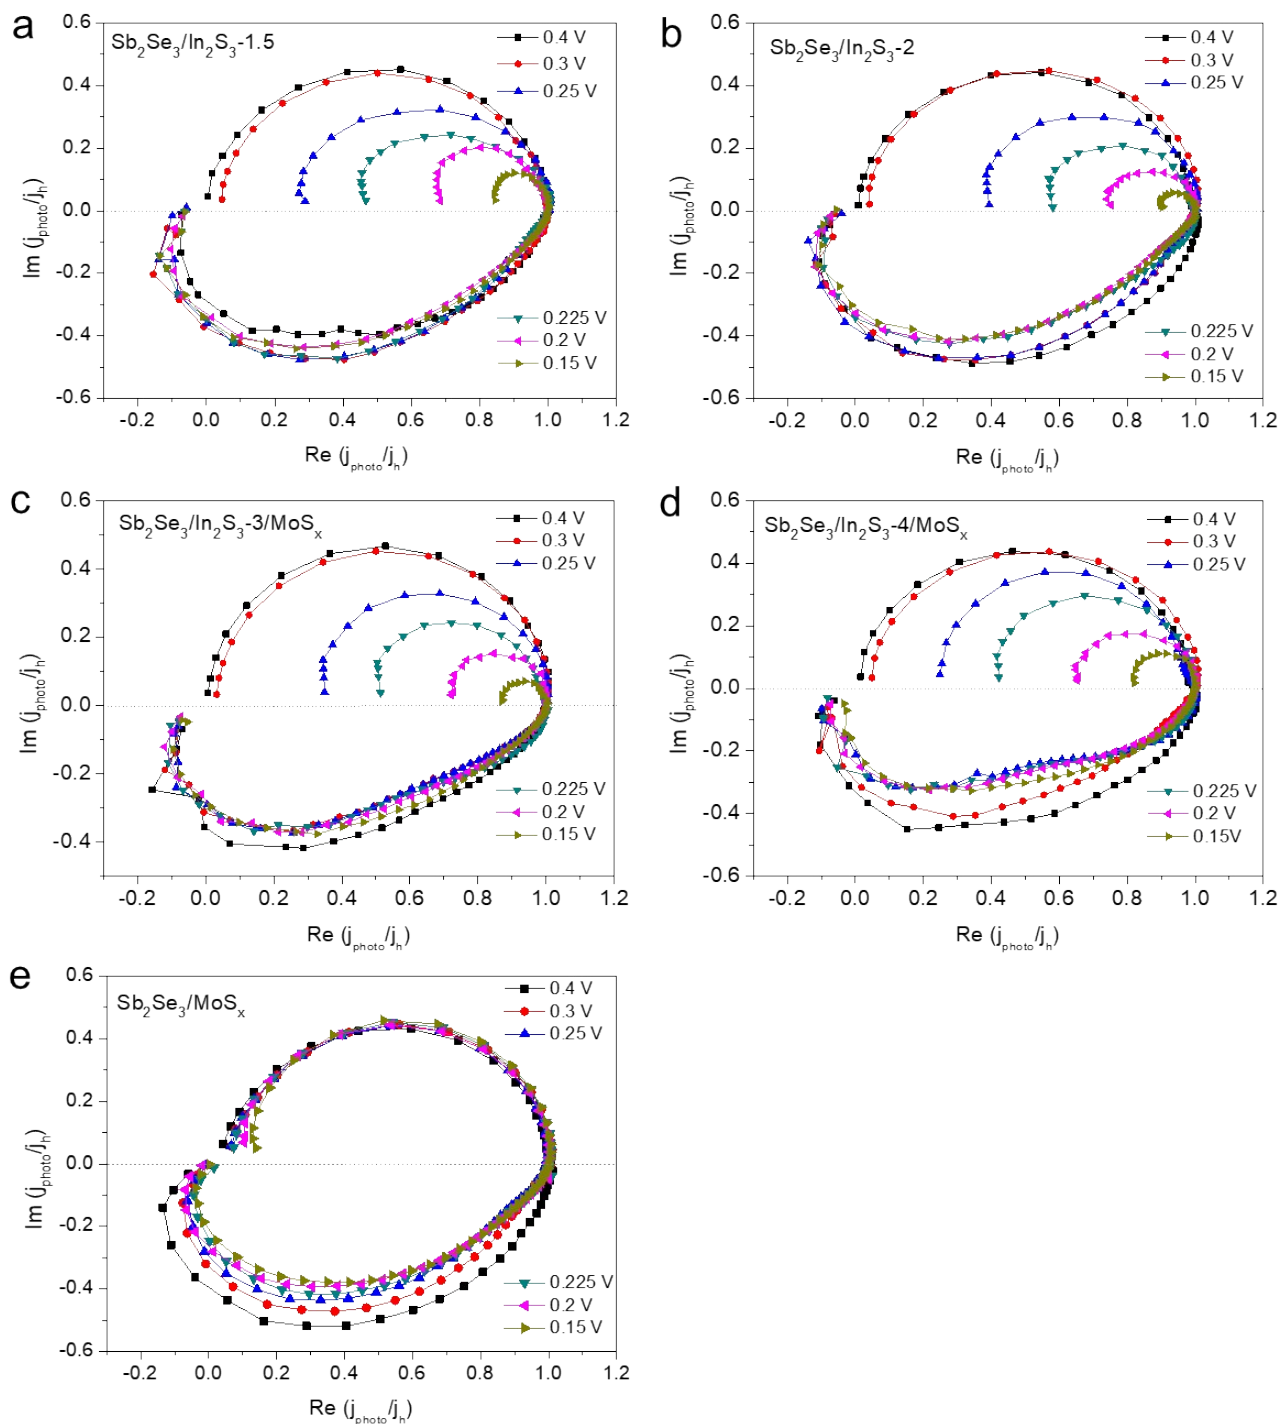 a
Sb2Se3/In2S3-1.5
0.4 V
0.3 V
0.25 V
0.225 V
0.2 V
0.15 V
0.6
0.4
0.2
0.0
-0.2
-0.4
-0.6
-0.2 0.0 0.2 0.4 0.6 0.8 1.0 1.2
Im (jphoto/jh)
Re (jphoto/jh)
b
Sb2Se3/In2S3-2
0.4 V
0.3 V
0.25 V
0.225 V
0.2 V
0.15 V
0.6
0.4
0.2
0.0
-0.2
-0.4
-0.6
-0.2 0.0 0.2 0.4 0.6 0.8 1.0 1.2
Im (jphoto/jh)
Re (jphoto/jh)
c
Sb2Se3/In2S3-3/MoSx
0.4 V
0.3 V
0.25 V
0.225 V
0.2 V
0.15 V
0.6
0.4
0.2
0.0
-0.2
-0.4
-0.2 0.0 0.2 0.4 0.6 0.8 1.0 1.2
Im (jphoto/jh)
Re (jphoto/jh)
d
Sb2Se3/In2S3-4/MoSx
0.4 V
0.3 V
0.25 V
0.225 V
0.2 V
0.15V
0.6
0.4
0.2
0.0
-0.2
-0.4
-0.6
-0.2 0.0 0.2 0.4 0.6 0.8 1.0 1.2
Im (jphoto/jh)
Re (jphoto/jh)
e
Sb2Se3/MoSx
0.4 V
0.3 V
0.25 V
0.225 V
0.2 V
0.15 V
0.6
0.4
0.2
0.0
-0.2
-0.4
-0.6
-0.2 0.0 0.2 0.4 0.6 0.8 1.0 1.2
Im (jphoto/jh)
Re (jphoto/jh)